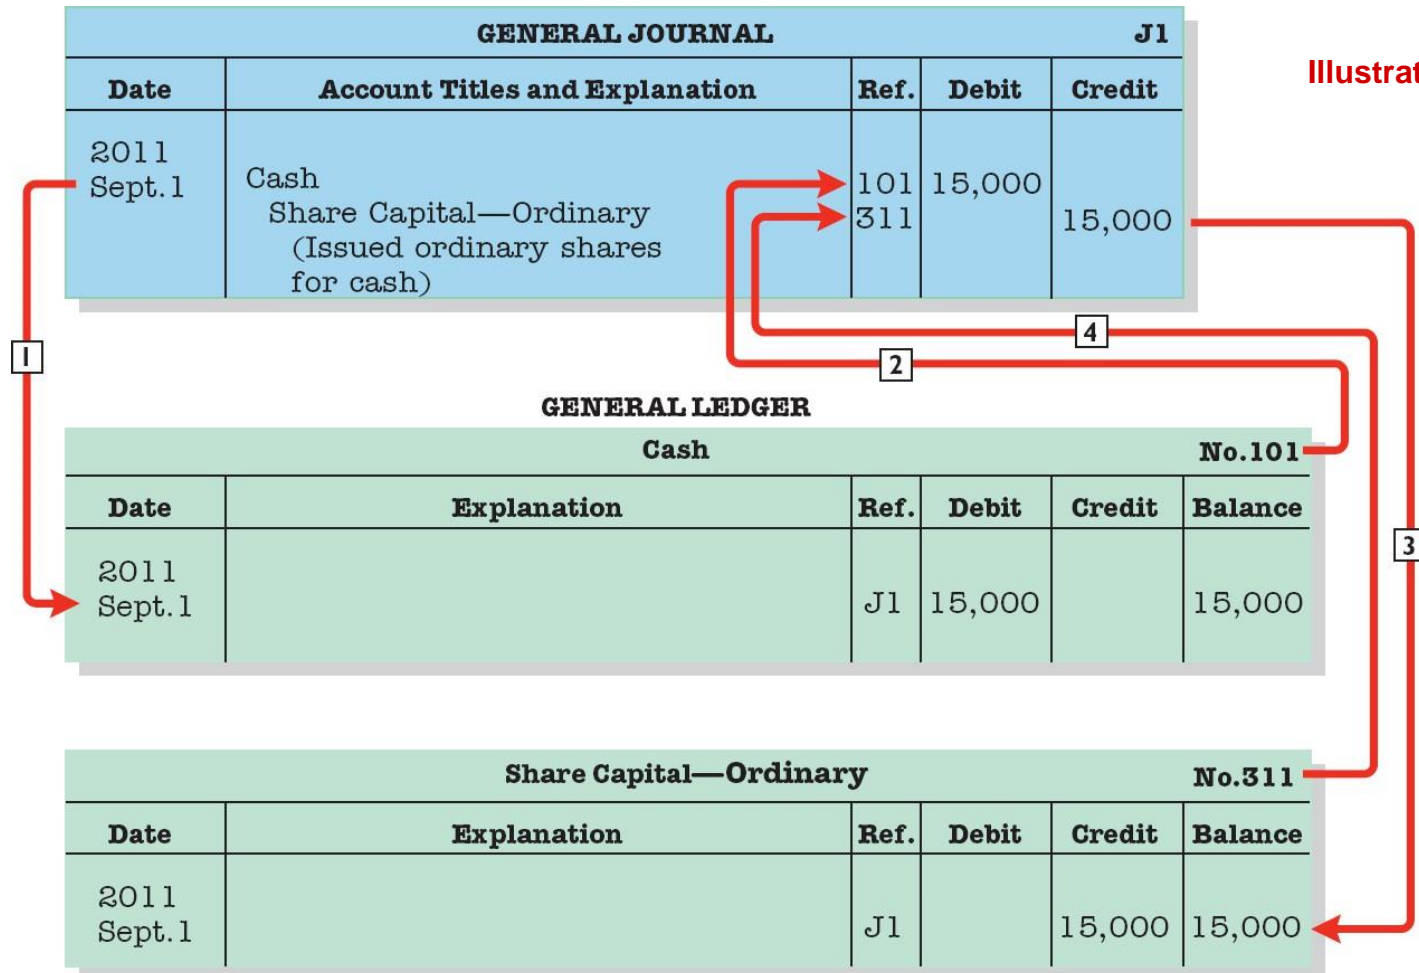 GENERAL JOURNAL J1
Illustrat
Date Account Titles and Explanation Ref. Debit Credit
2011
Sept. 1 Cash 101 15,000
Share Capital—Ordinary 311 15,000
(Issued ordinary shares
for cash)
4
1
2
GENERAL LEDGER
Cash No.101
Date Explanation Ref. Debit Credit Balance
3
2011
Sept. 1 J1 15,000 15,000
Share Capital—Ordinary No.311
Date Explanation Ref. Debit Credit Balance
2011
Sept. 1 J1 15,000 15,000